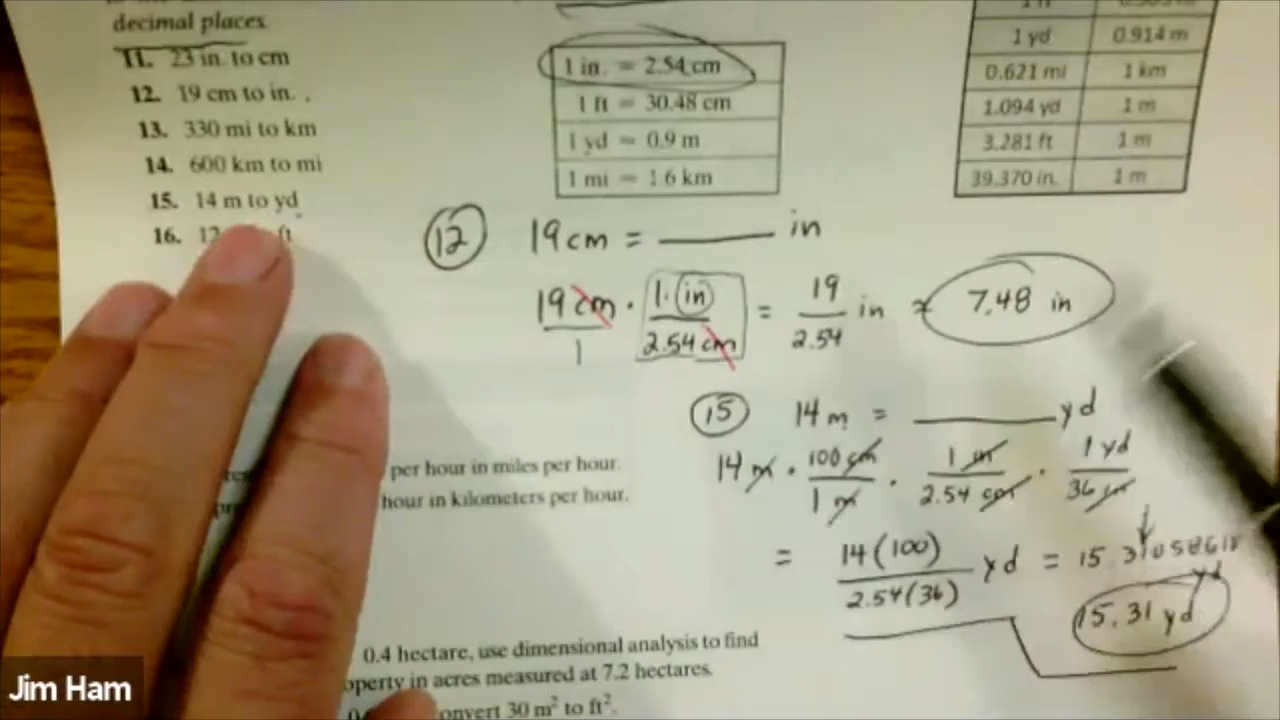 decimal places.
11. 23 in. to cm
12. 19 cm to in.
13. 330 mi to km
14. 600 km to mi
15. 14 m to yd
16. 12 ft
1 in. = 2.54 cm
1 ft = 30.48 cm
1 yd = 0.9 m
1 mi = 1.6 km
1 yd 0.914 m
0.621 mi 1 km
1.094 yd 1 m
3.281 ft 1 m
39.370 in. 1 m
12 19 cm = ____ in
19 cm / 1 · 1 · in / 2.54 cm = 19 / 2.54 in ≈ 7.48 in
15 14 m = ____ yd
14 m · 100 cm / 1 m · 1 in / 2.54 cm · 1 yd / 36 in
= 14(100) / 2.54(36) yd = 15.31058618 yd
15.31 yd
per hour in miles per hour.
hour in kilometers per hour.
0.4 hectare, use dimensional analysis to find
operty in acres measured at 7.2 hectares.
onvert 30 m² to ft².
Jim Ham